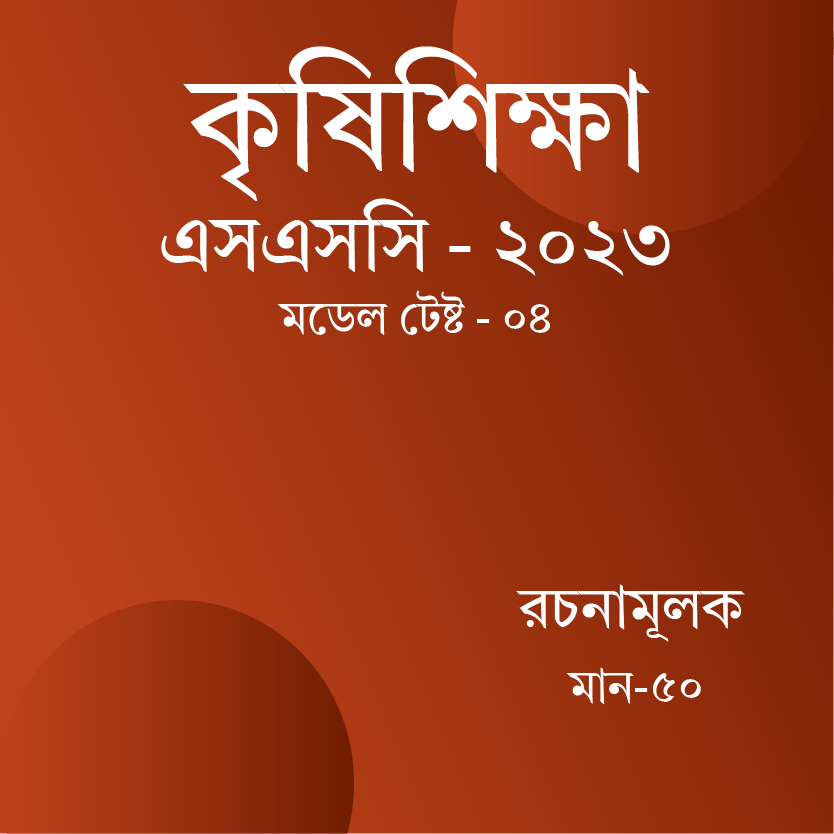 কৃষিশিক্ষা
এসএসসি - ২০২৩
মডেল টেষ্ট - ০৪
রচনামূলক
মান-৫০